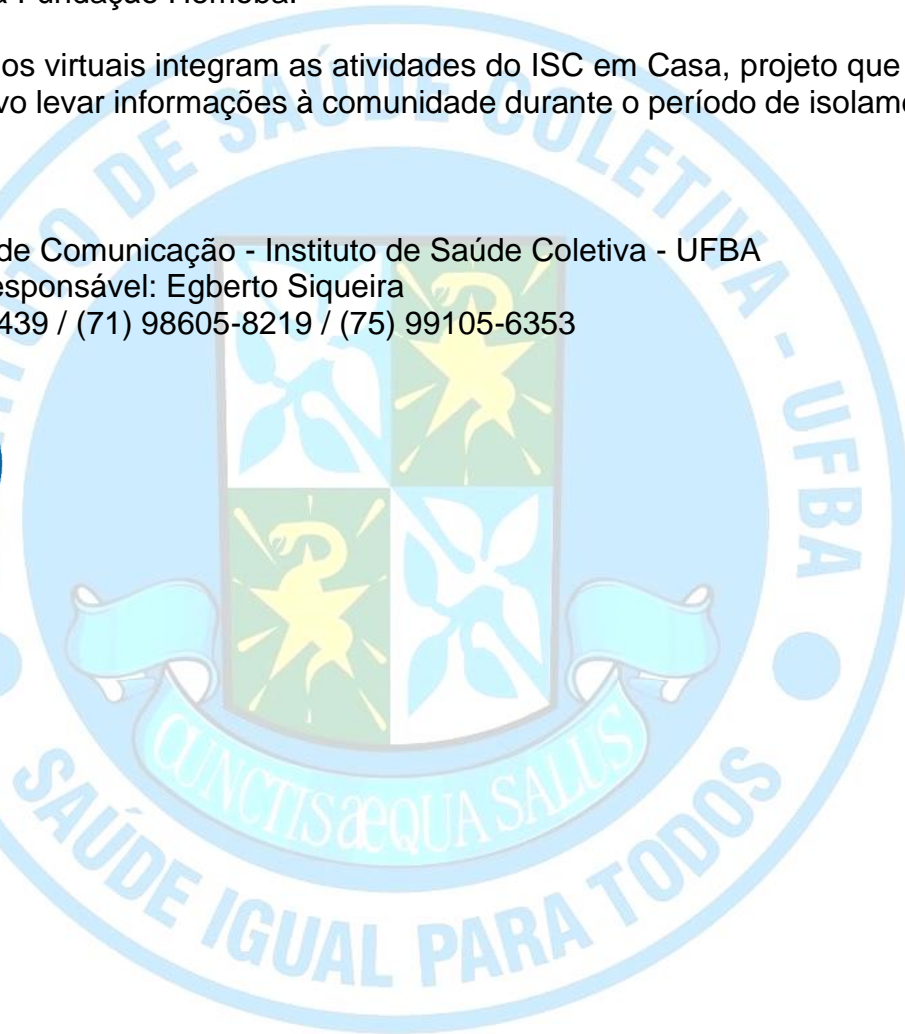 a Fundação Hemoba.
os virtuais integram as atividades do ISC em Casa, projeto que
vo levar informações à comunidade durante o período de isolame
de Comunicação - Instituto de Saúde Coletiva - UFBA
esponsável: Egberto Siqueira
439 / (71) 98605-8219 / (75) 99105-6353
DE SAÚDE COLETIVA - UFBA
CUNCTIS æQUA SALUS
SAÚDE IGUAL PARA TODOS